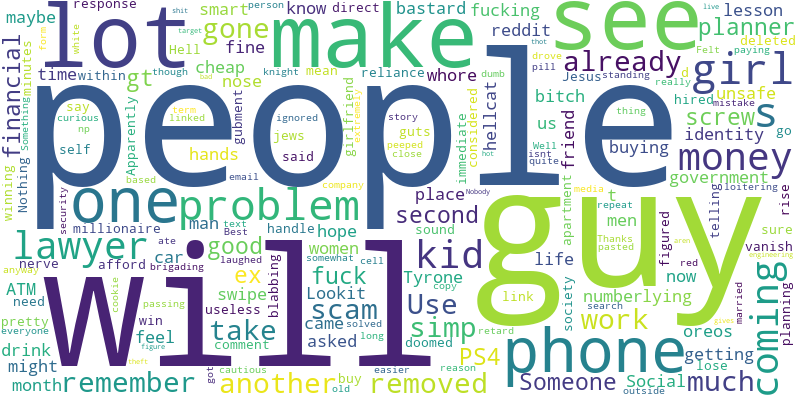 maybe response smart bastard fucking lesson
lot gone know direct reddit see planner
minutes white Hell fine make deleted
financial time within though cheap knight mean reliance whore already girl
people
Apparently gt nose term linked gubment girlfriend ignored story extremely
say curious np self hands jews said peeped close guts
pill dumb Jesus standing d hired really thing unsafe mistake
bitch considered immediate hellcat us friend screw s identity go
winning Nothing Something based email company
one problem place second buying money
isnt quite Well hot apartment media government
security millionaire man text handle hope women sound
lawyer good kid guy men t repeat telling loitering rise
nerve ate Best laughed somewhat cell fuck Tyrone
anyway afford car brigading useless blabbing ex asked came life society Thanks pasted figured now sure vanish
will
ATM need cookie passing swipe Lookit scam Use link numberlying
pretty everyone drink win feel take solved copy simp work oreos coming
might comment long doomed retard search red married planning
month figure got cautious old easier phone getting lose
remember another buy reason removed PS4 Someone Social much paying
theft shit target person form live thot Felt drove
Nobody outside aren gives engineering